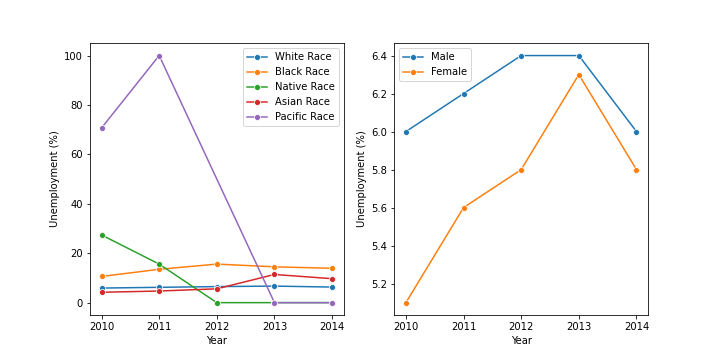 White Race
Black Race
Native Race
Asian Race
Pacific Race
100
80
60
40
20
0
Unemployment (%)
2010 2011 2012 2013 2014
Year
Male
Female
6.4
6.2
6.0
5.8
5.6
5.4
5.2
Unemployment (%)
2010 2011 2012 2013 2014
Year